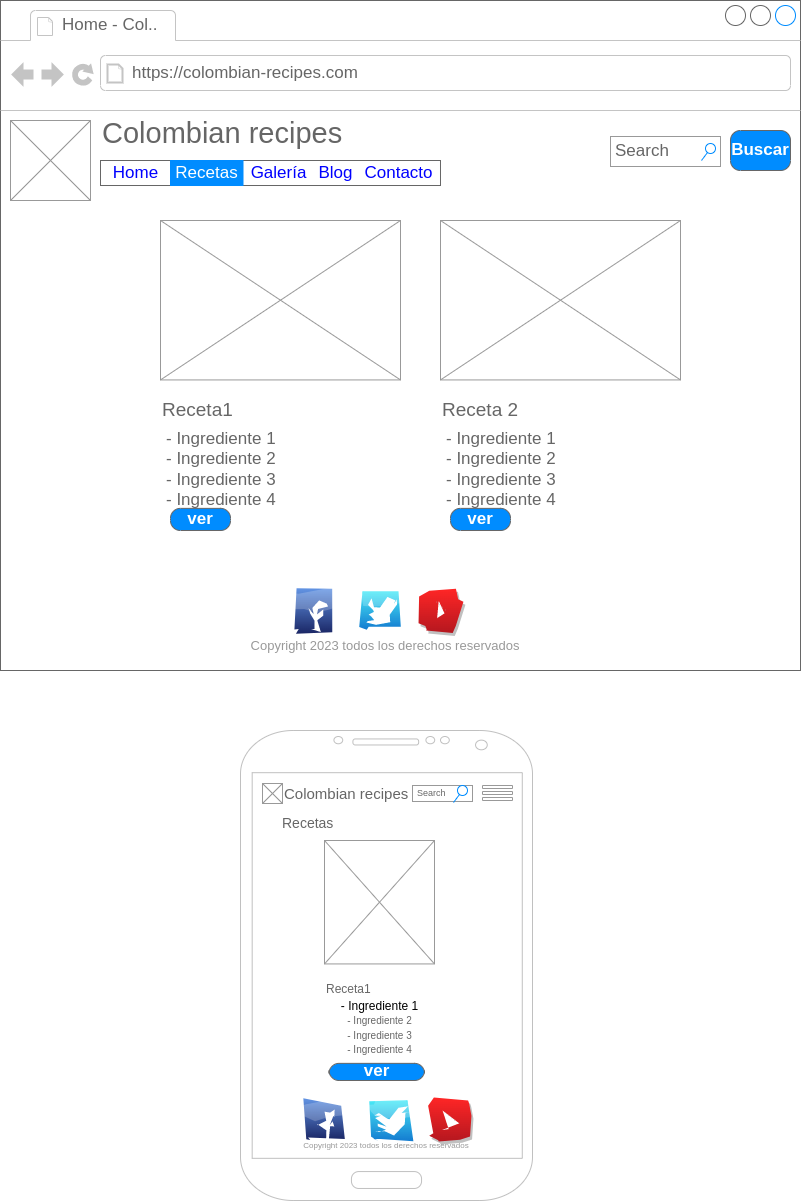 Home - Col..
https://colombian-recipes.com
Colombian recipes
Search
Buscar
Home Recetas Galería Blog Contacto
Receta1
- Ingrediente 1
- Ingrediente 2
- Ingrediente 3
- Ingrediente 4
ver
Receta 2
- Ingrediente 1
- Ingrediente 2
- Ingrediente 3
- Ingrediente 4
ver
Copyright 2023 todos los derechos reservados
Colombian recipes
Search
Recetas
Receta1
- Ingrediente 1
- Ingrediente 2
- Ingrediente 3
- Ingrediente 4
ver
Copyright 2023 todos los derechos reservados